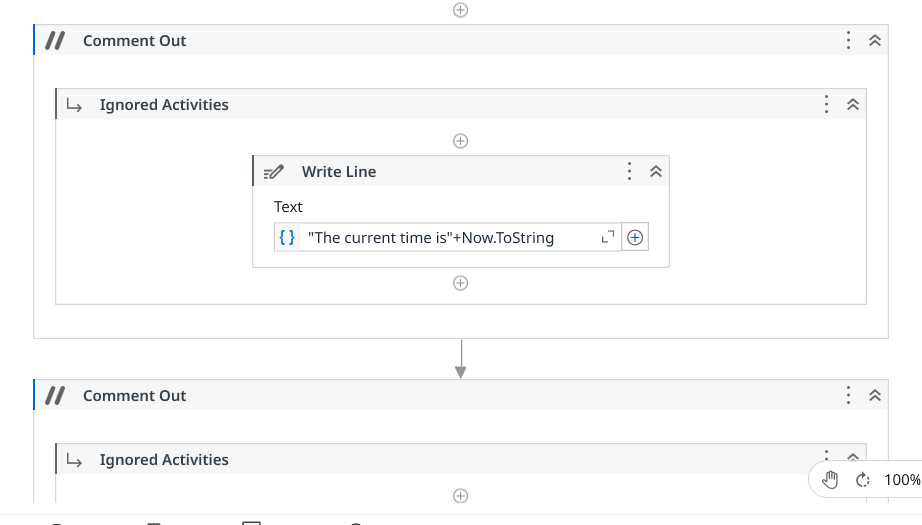 Comment Out
Ignored Activities
Write Line
Text
{ } "The current time is"+Now.ToString
Comment Out
Ignored Activities
100%